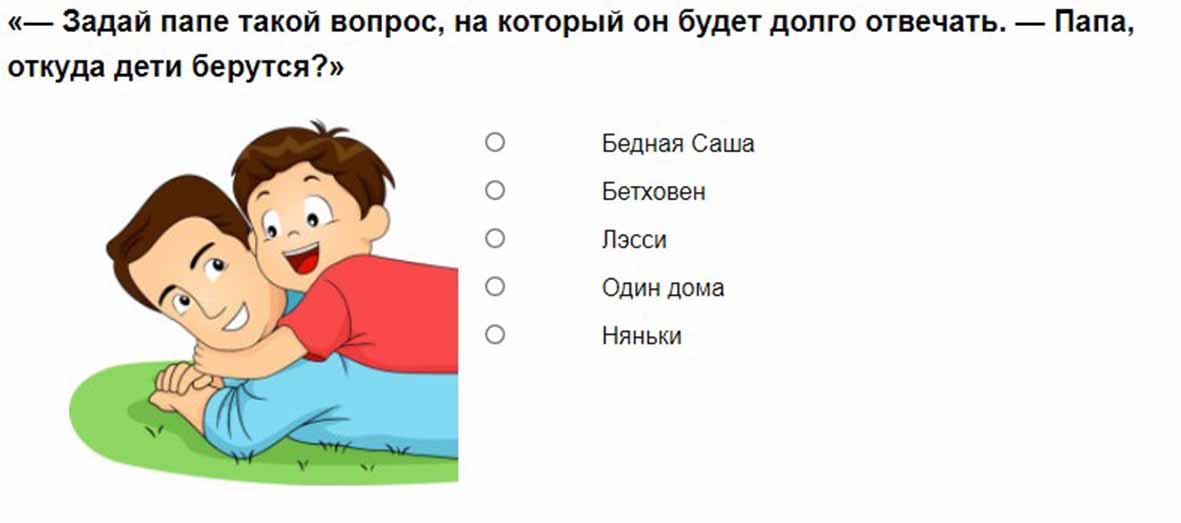 «— Задай папе такой вопрос, на который он будет долго отвечать. — Папа,
откуда дети берутся?»
Бедная Саша
Бетховен
Лэсси
Один дома
Няньки